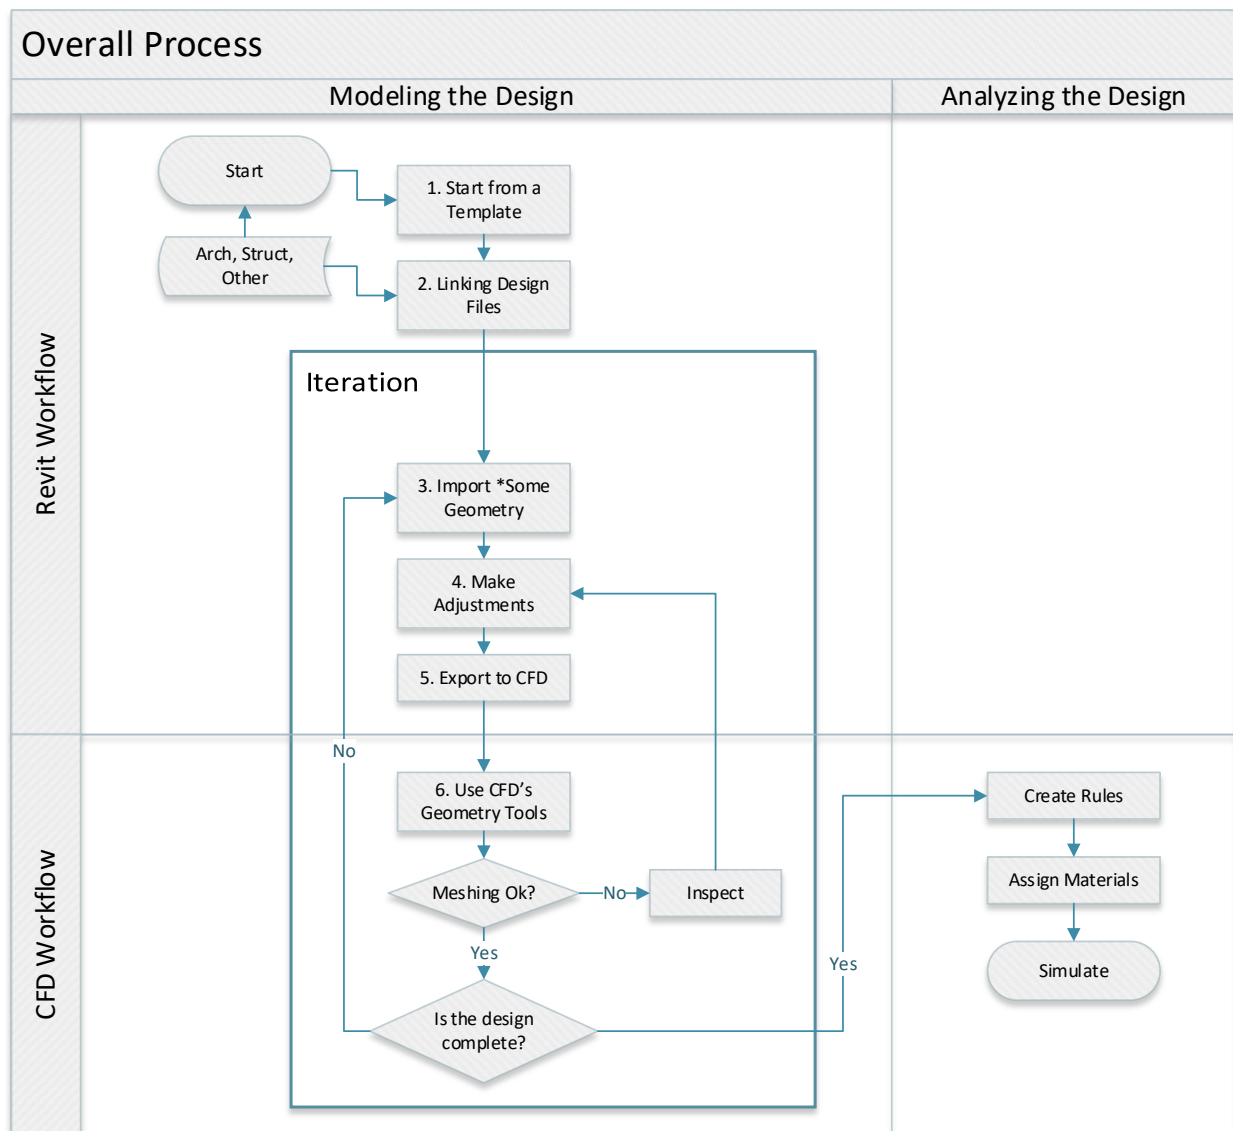 Overall Process
Modeling the Design
Analyzing the Design
Revit Workflow
Start
1. Start from a
Template
Arch, Struct,
Other
2. Linking Design
Files
Iteration
3. Import *Some
Geometry
4. Make
Adjustments
5. Export to CFD
CFD Workflow
No
6. Use CFD's
Geometry Tools
Meshing Ok?
No
Inspect
Yes
Is the design
complete?
Yes
Create Rules
Assign Materials
Simulate